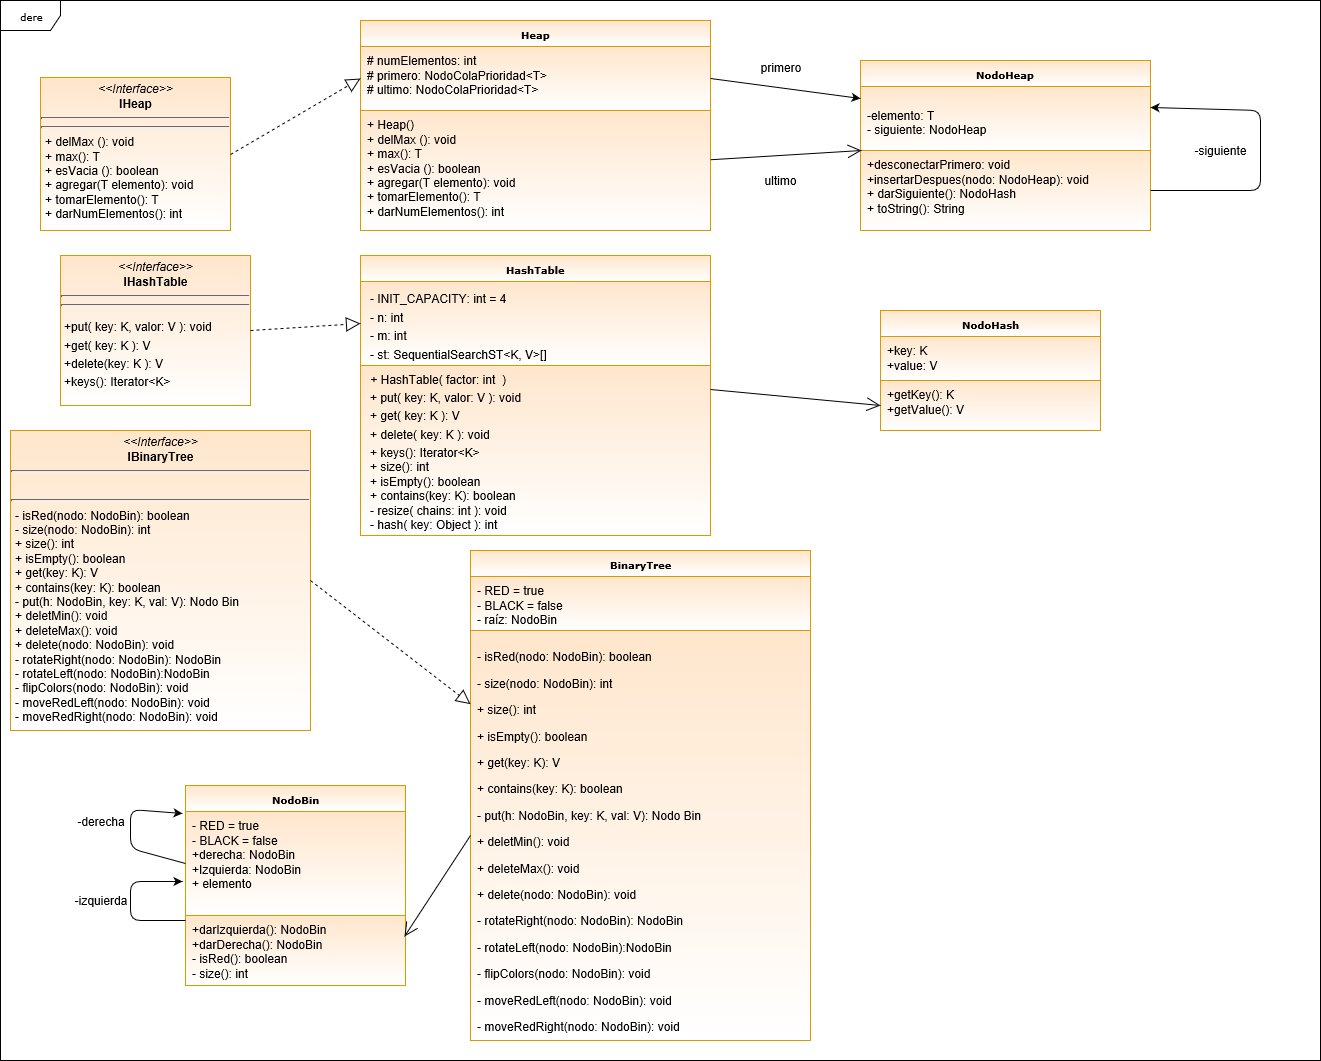 dere
<<Interface>>
IHeap
+ delMax (): void
+ max(): T
+ esVacia (): boolean
+ agregar(T elemento): void
+ tomarElemento(): T
+ darNumElementos(): int
Heap
# numElementos: int
# primero: NodoColaPrioridad<T>
# ultimo: NodoColaPrioridad<T>
+ Heap()
+ delMax (): void
+ max(): T
+ esVacia (): boolean
+ agregar(T elemento): void
+ tomarElemento(): T
+ darNumElementos(): int
primero
ultimo
NodoHeap
-elemento: T
- siguiente: NodoHeap
+desconectarPrimero: void
+insertarDespues(nodo: NodoHeap): void
+ darSiguiente(): NodoHash
+ toString(): String
-siguiente
<<Interface>>
IHashTable
+put( key: K, valor: V ): void
+get( key: K ): V
+delete(key: K ): V
+keys(): Iterator<K>
HashTable
- INIT_CAPACITY: int = 4
- n: int
- m: int
- st: SequentialSearchST<K, V>[]
+ HashTable( factor: int  )
+ put( key: K, valor: V ): void
+ get( key: K ): V
+ delete( key: K ): void
+ keys(): Iterator<K>
+ size(): int
+ isEmpty(): boolean
+ contains(key: K): boolean
- resize( chains: int ): void
- hash( key: Object ): int
NodoHash
+key: K
+value: V
+getKey(): K
+getValue(): V
<<Interface>>
IBinaryTree
- isRed(nodo: NodoBin): boolean
- size(nodo: NodoBin): int
+ size(): int
+ isEmpty(): boolean
+ get(key: K): V
+ contains(key: K): boolean
- put(h: NodoBin, key: K, val: V): Nodo Bin
+ deletMin(): void
+ deleteMax(): void
+ delete(nodo: NodoBin): void
- rotateRight(nodo: NodoBin): NodoBin
- rotateLeft(nodo: NodoBin):NodoBin
- flipColors(nodo: NodoBin): void
- moveRedLeft(nodo: NodoBin): void
- moveRedRight(nodo: NodoBin): void
BinaryTree
- RED = true
- BLACK = false
- raíz: NodoBin
- isRed(nodo: NodoBin): boolean
- size(nodo: NodoBin): int
+ size(): int
+ isEmpty(): boolean
+ get(key: K): V
+ contains(key: K): boolean
- put(h: NodoBin, key: K, val: V): Nodo Bin
+ deletMin(): void
+ deleteMax(): void
+ delete(nodo: NodoBin): void
- rotateRight(nodo: NodoBin): NodoBin
- rotateLeft(nodo: NodoBin):NodoBin
- flipColors(nodo: NodoBin): void
- moveRedLeft(nodo: NodoBin): void
- moveRedRight(nodo: NodoBin): void
NodoBin
- RED = true
- BLACK = false
+derecha: NodoBin
+Izquierda: NodoBin
+ elemento
+darIzquierda(): NodoBin
+darDerecha(): NodoBin
- isRed(): boolean
- size(): int
-derecha
-izquierda